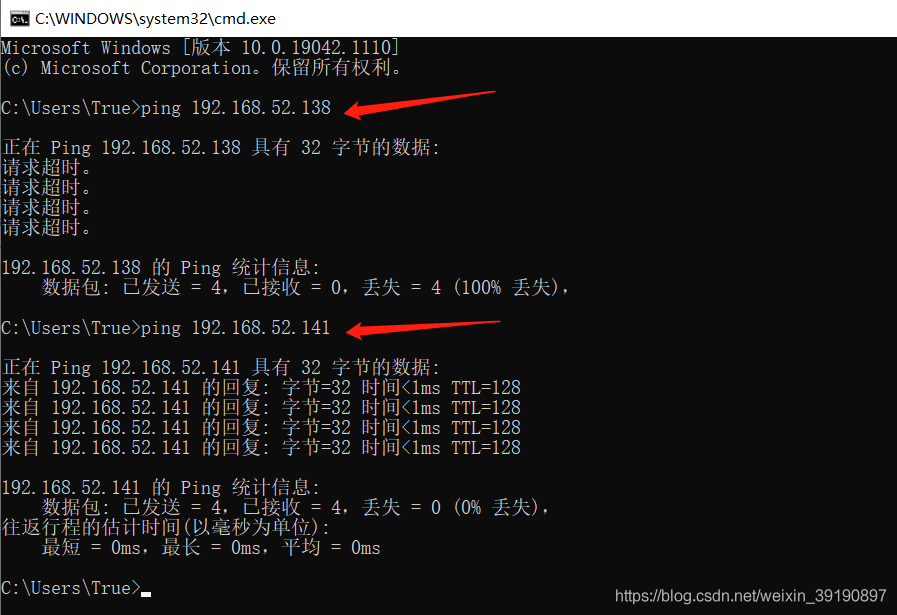 C:\WINDOWS\system32\cmd.exe
Microsoft Windows [版本 10.0.19042.1110]
(c) Microsoft Corporation。保留所有权利。
C:\Users\True>ping 192.168.52.138
正在 Ping 192.168.52.138 具有 32 字节的数据:
请求超时。
请求超时。
请求超时。
请求超时。
192.168.52.138 的 Ping 统计信息:
数据包: 已发送 = 4，已接收 = 0，丢失 = 4 (100% 丢失)，
C:\Users\True>ping 192.168.52.141
正在 Ping 192.168.52.141 具有 32 字节的数据:
来自 192.168.52.141 的回复: 字节=32 时间<1ms TTL=128
来自 192.168.52.141 的回复: 字节=32 时间<1ms TTL=128
来自 192.168.52.141 的回复: 字节=32 时间<1ms TTL=128
来自 192.168.52.141 的回复: 字节=32 时间<1ms TTL=128
192.168.52.141 的 Ping 统计信息:
数据包: 已发送 = 4，已接收 = 4，丢失 = 0 (0% 丢失)，
往返行程的估计时间(以毫秒为单位):
最短 = 0ms，最长 = 0ms，平均 = 0ms
C:\Users\True>
https://blog.csdn.net/weixin_39190897